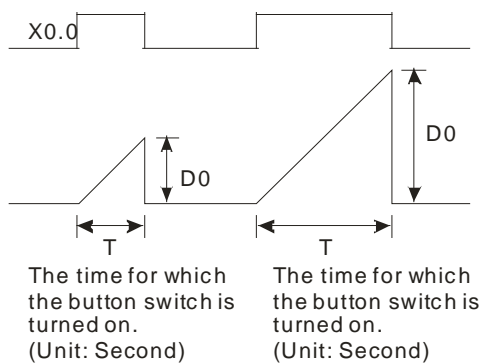 X0.0
D0
D0
T
T
The time for which
the button switch is
turned on.
(Unit: Second)
The time for which
the button switch is
turned on.
(Unit: Second)